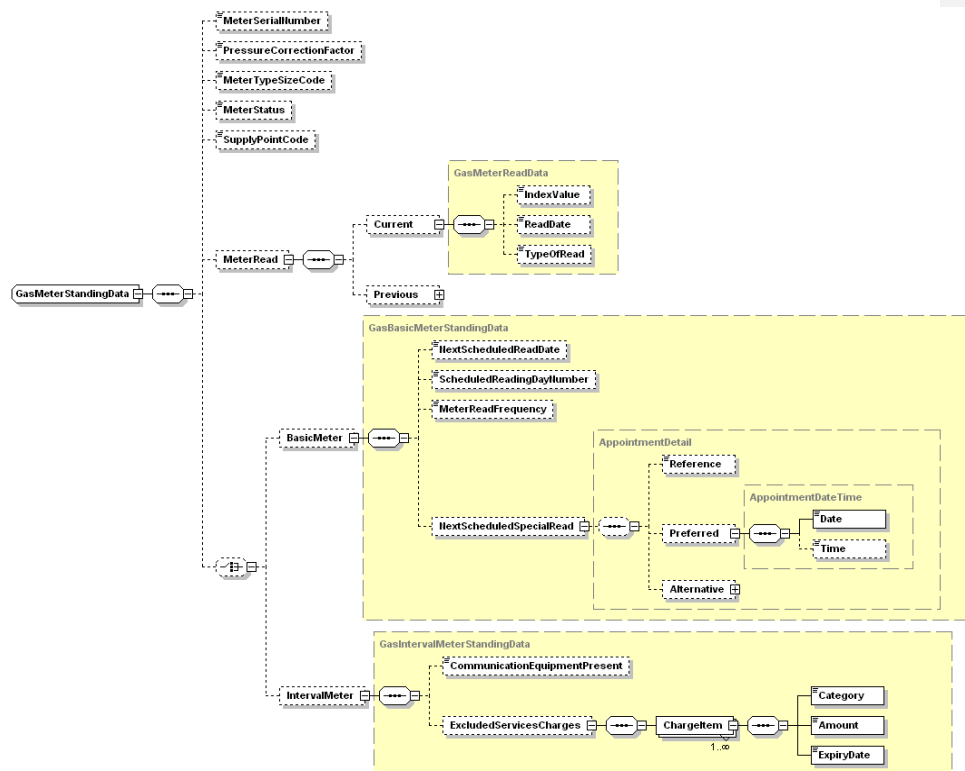 MeterSerialNumber
PressureCorrectionFactor
MeterTypeSizeCode
MeterStatus
SupplyPointCode
GasMeterReadData
IndexValue
Current
ReadDate
TypeOfRead
MeterRead
GasMeterStandingData
Previous
GasBasicMeterStandingData
NextScheduledReadDate
ScheduledReadingDayNumber
MeterReadFrequency
BasicMeter
AppointmentDetail
Reference
AppointmentDateTime
Date
NextScheduledSpecialRead
Preferred
Time
Alternative
GasIntervalMeterStandingData
CommunicationEquipmentPresent
IntervalMeter
Category
ExcludedServicesCharges
ChargeItem
Amount
1..∞
ExpiryDate